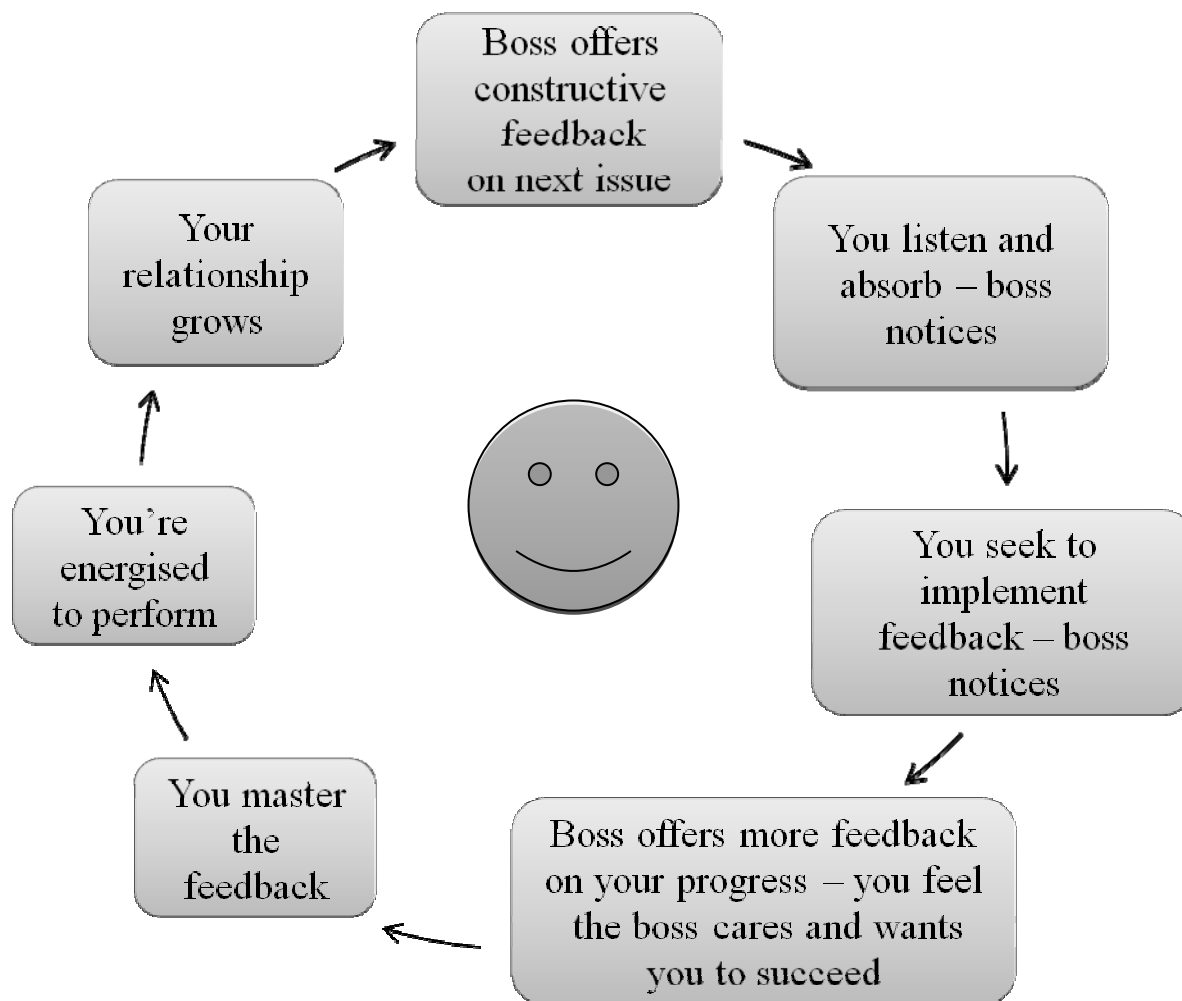 Boss offers
constructive
feedback
on next issue
You listen and
absorb – boss
notices
You seek to
implement
feedback – boss
notices
Boss offers more feedback
on your progress – you feel
the boss cares and wants
you to succeed
You master
the
feedback
You’re
energised
to perform
Your
relationship
grows